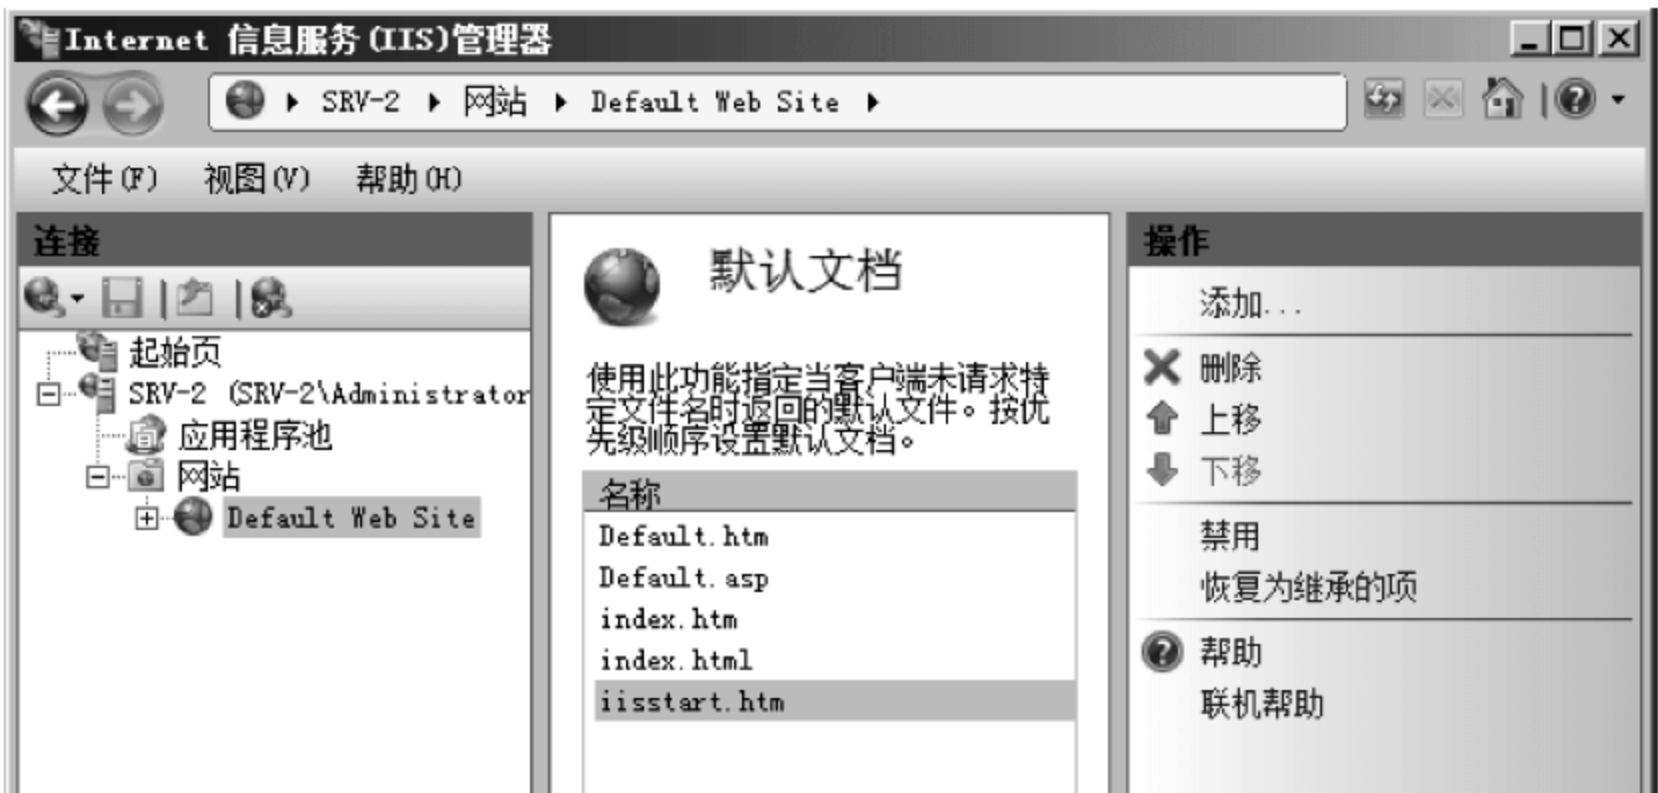 Internet 信息服务(IIS)管理器
SRV-2 网站 Default Web Site
文件(F) 视图(V) 帮助(H)
连接
起始页
SRV-2 (SRV-2\Administrator
应用程序池
网站
Default Web Site
默认文档
使用此功能指定当客户端未请求特
定文件名时返回的默认文件。按优
先级顺序设置默认文档。
名称
Default.htm
Default.asp
index.htm
index.html
iisstart.htm
操作
添加...
删除
上移
下移
禁用
恢复为继承的项
帮助
联机帮助